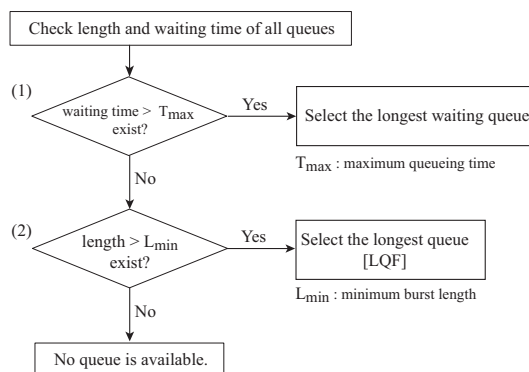 Check length and waiting time of all queues
(1)
waiting time > Tmax
exist?
Yes
Select the longest waiting queue
Tmax : maximum queueing time
No
(2)
length > Lmin
exist?
Yes
Select the longest queue
[LQF]
Lmin : minimum burst length
No
No queue is available.